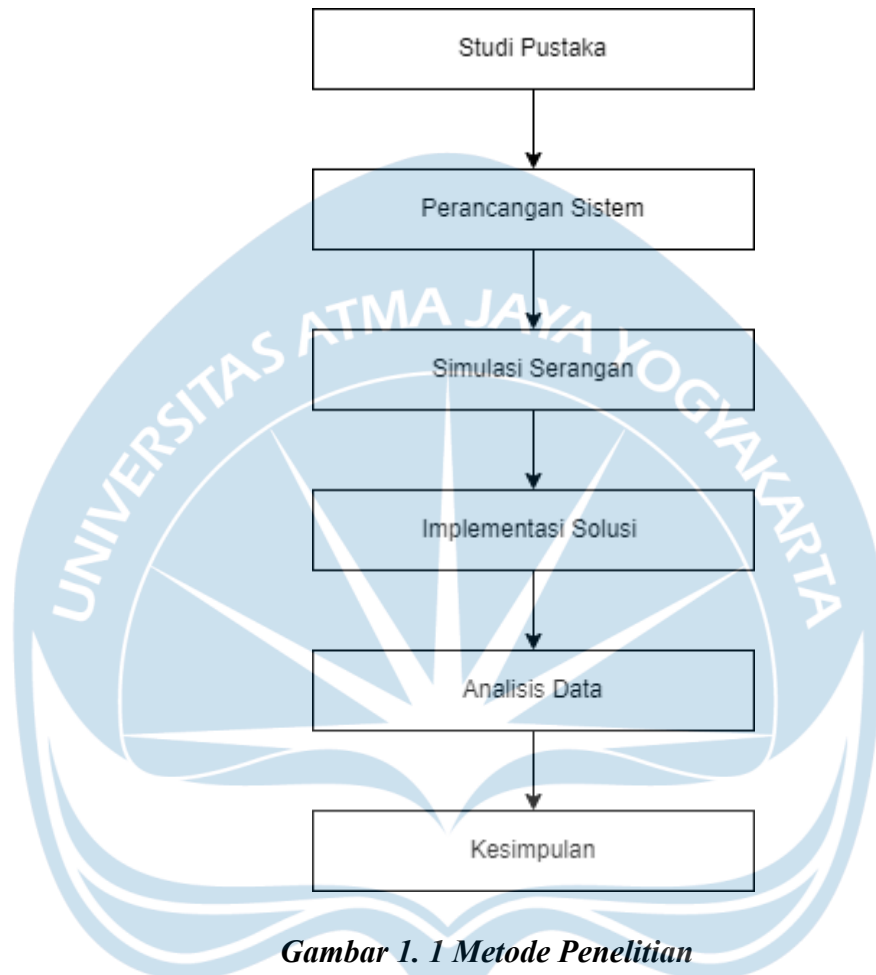 Studi Pustaka
Perancangan Sistem
UNIVERSITAS ATMA JAYA YOGYAKARTA
Simulasi Serangan
Implementasi Solusi
Analisis Data
Kesimpulan
Gambar 1. 1 Metode Penelitian